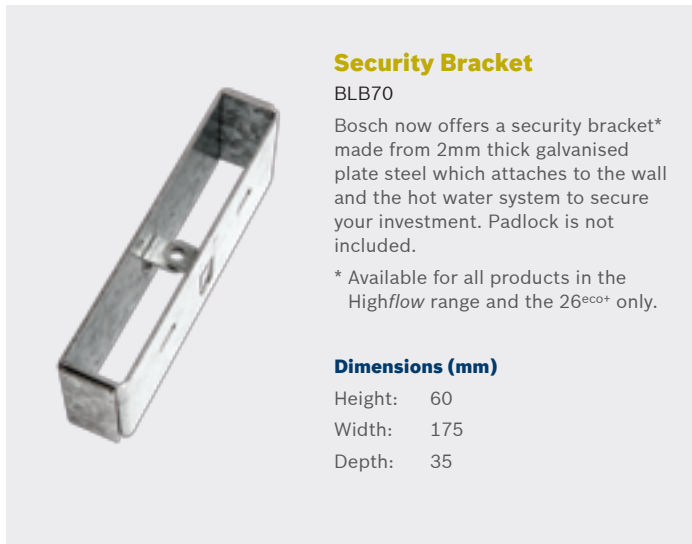 Security Bracket
BLB70
Bosch now offers a security bracket*
made from 2mm thick galvanised
plate steel which attaches to the wall
and the hot water system to secure
your investment. Padlock is not
included.
* Available for all products in the
Highflow range and the 26eco+ only.
Dimensions (mm)
Height: 60
Width: 175
Depth: 35